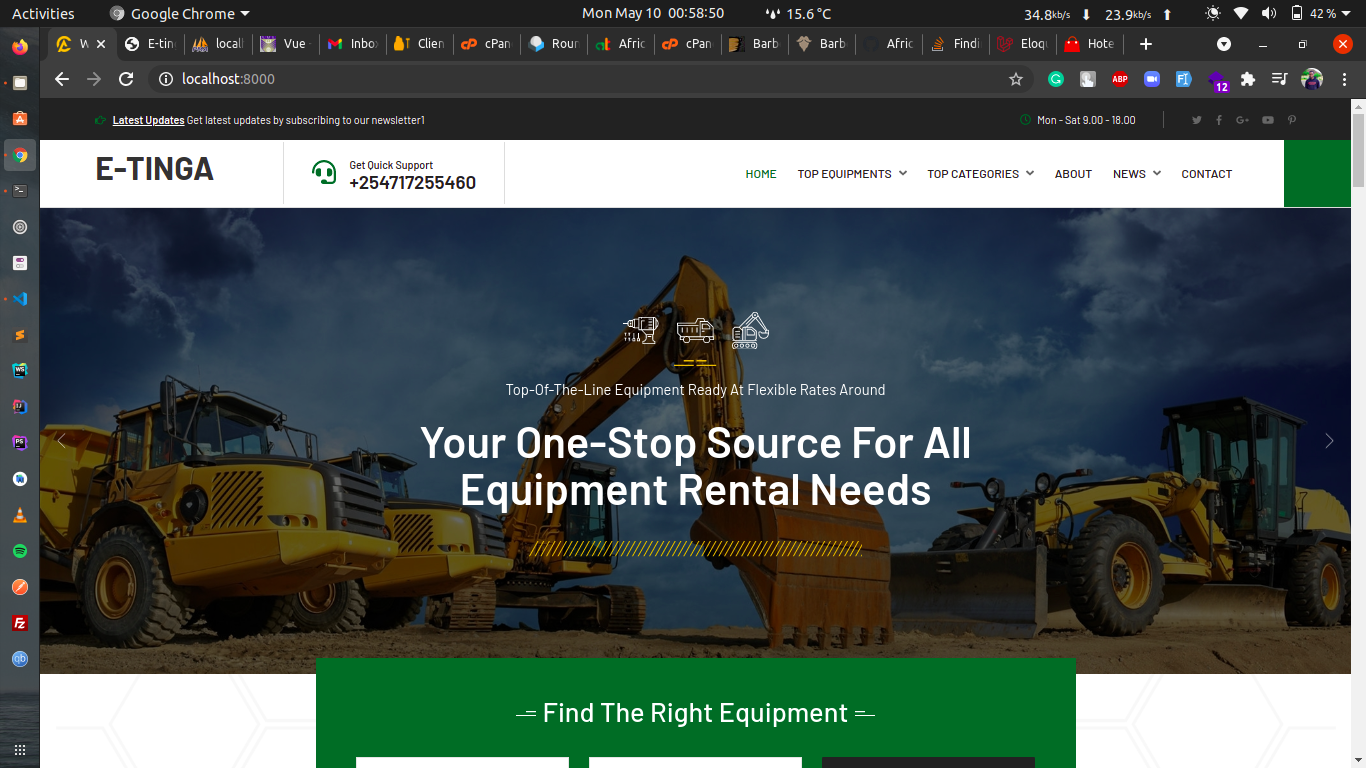 Activities
Google Chrome
Mon May 10 00:58:50
15.6 °C
34.8kb/s
23.9kb/s
42 %
W
E-tin
locall
Vue
Inbox
Clien
cPan
Roun
Afric
cPan
Barb
Barb
Afric
Findi
Eloq
Hote
localhost:8000
ABP
12
Latest Updates Get latest updates by subscribing to our newsletter1
Mon - Sat 9.00 - 18.00
E-TINGA
Get Quick Support
+254717255460
HOME
TOP EQUIPMENTS
TOP CATEGORIES
ABOUT
NEWS
CONTACT
Top-Of-The-Line Equipment Ready At Flexible Rates Around
Your One-Stop Source For All
Equipment Rental Needs
Find The Right Equipment